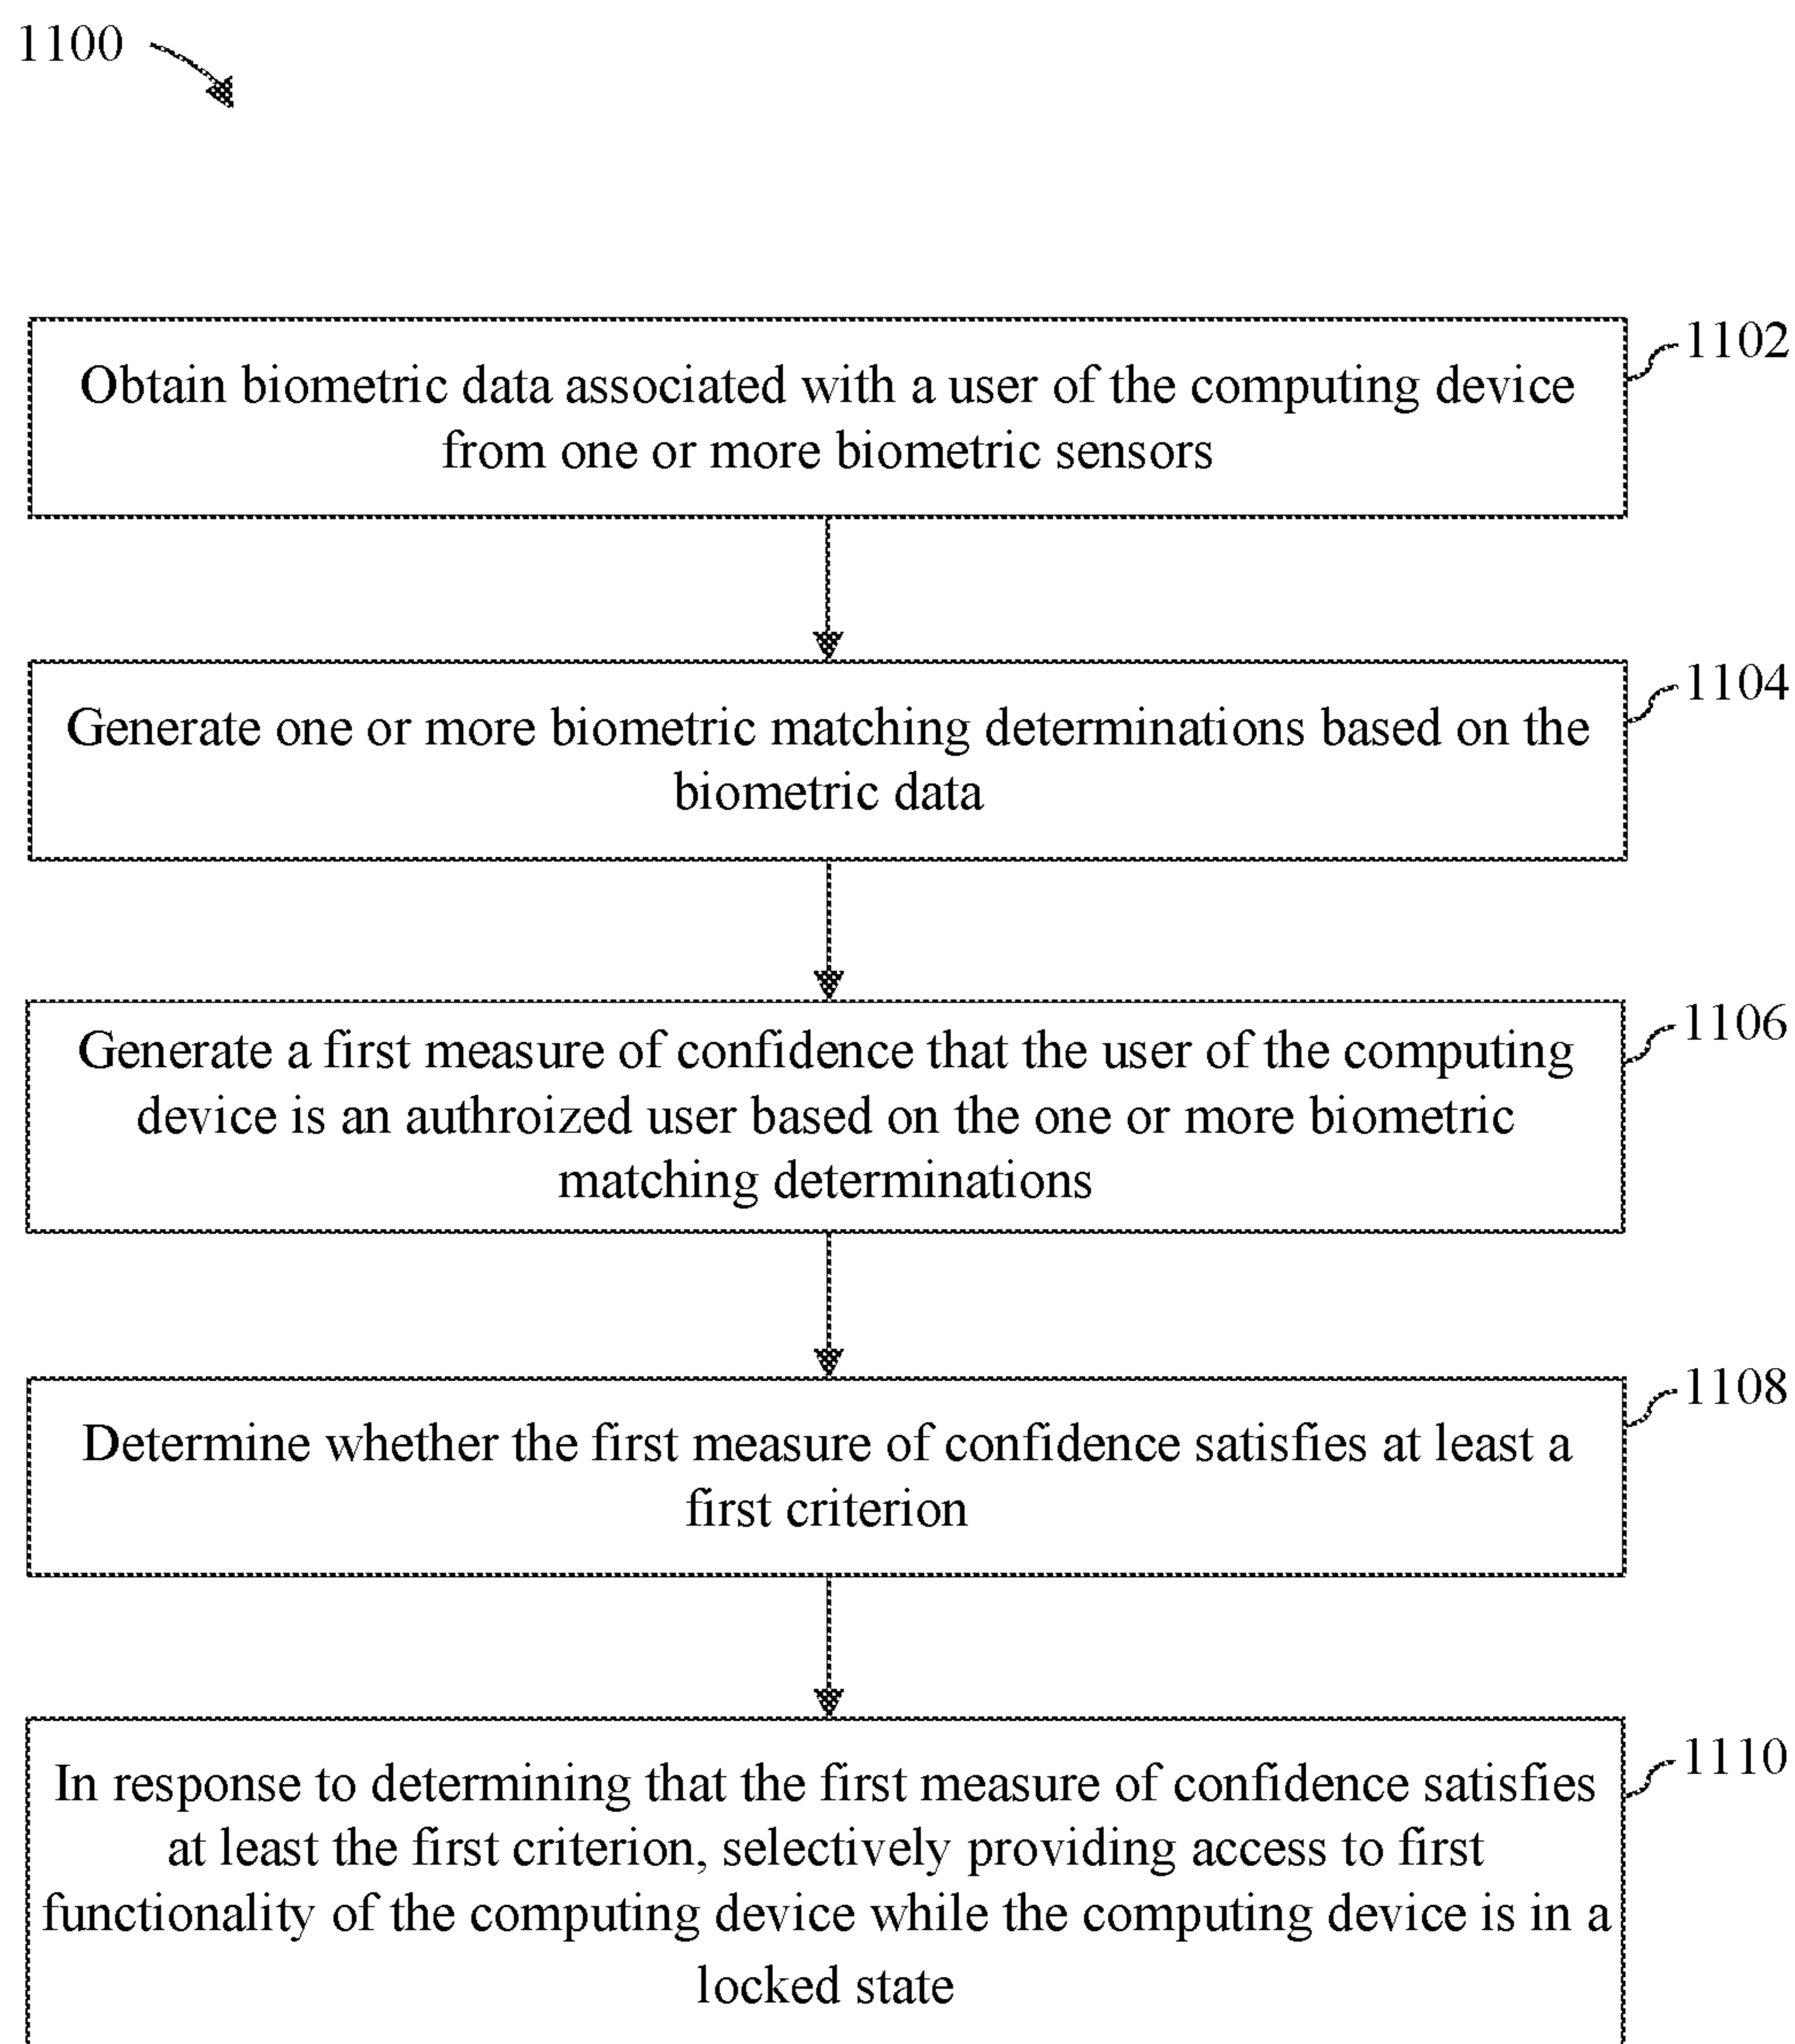 1100
1102
Obtain biometric data associated with a user of the computing device
from one or more biometric sensors
1104
Generate one or more biometric matching determinations based on the
biometric data
1106
Generate a first measure of confidence that the user of the computing
device is an authroized user based on the one or more biometric
matching determinations
1108
Determine whether the first measure of confidence satisfies at least a
first criterion
1110
In response to determining that the first measure of confidence satisfies
at least the first criterion, selectively providing access to first
functionality of the computing device while the computing device is in a
locked state